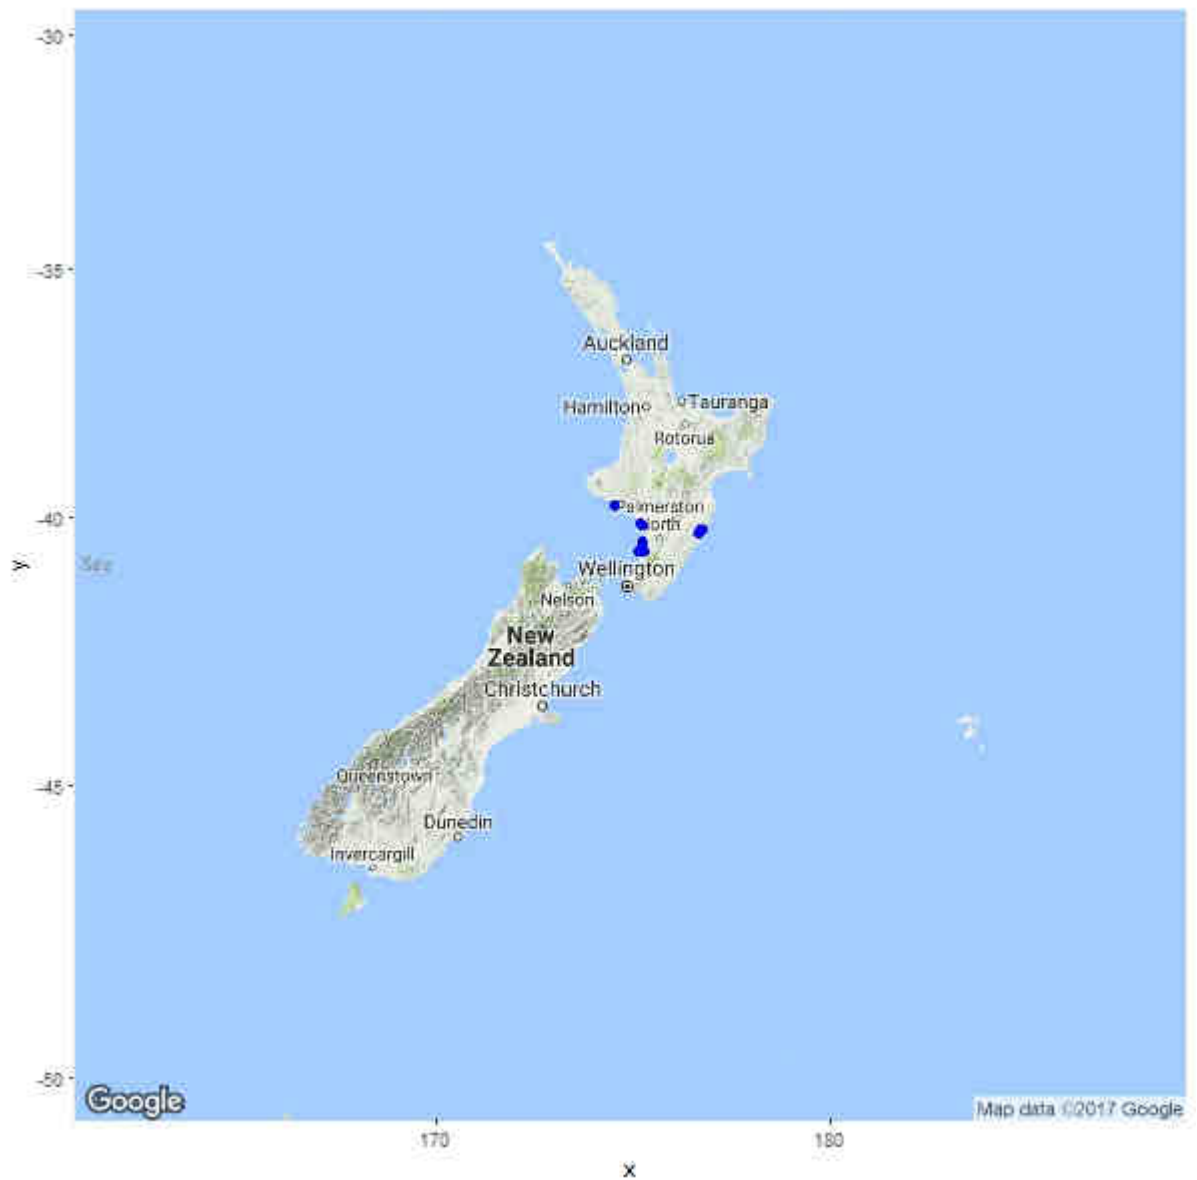 -30
-35
Auckland
Hamilton
Tauranga
Rotorua
Palmerston
North
-40
y
Sea
Wellington
Nelson
New
Zealand
Christchurch
Queenstown
-45
Dunedin
Invercargill
-50
Google
Map data ©2017 Google
170
180
x